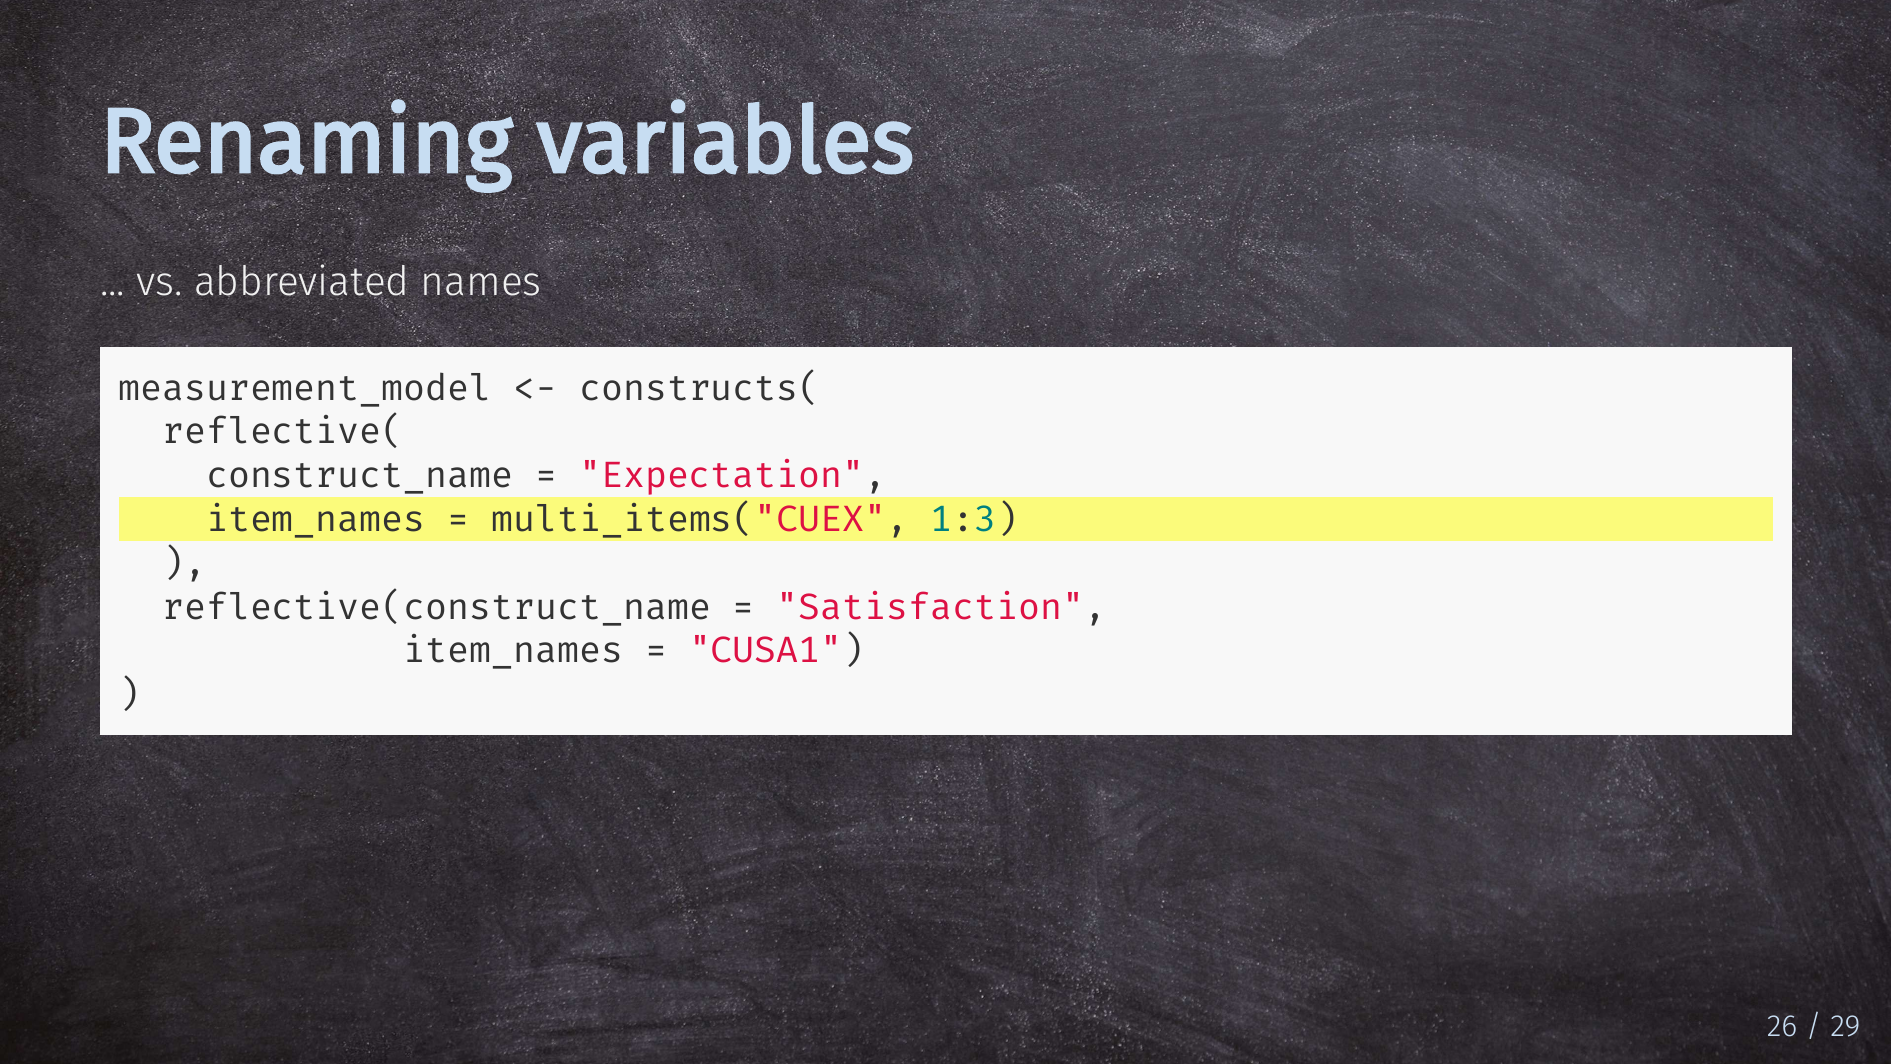 Renaming variables
... vs. abbreviated names
measurement_model <- constructs(
  reflective(
    construct_name = "Expectation",
    item_names = multi_items("CUEX", 1:3)
  ),
  reflective(construct_name = "Satisfaction",
             item_names = "CUSA1")
)
26 / 29